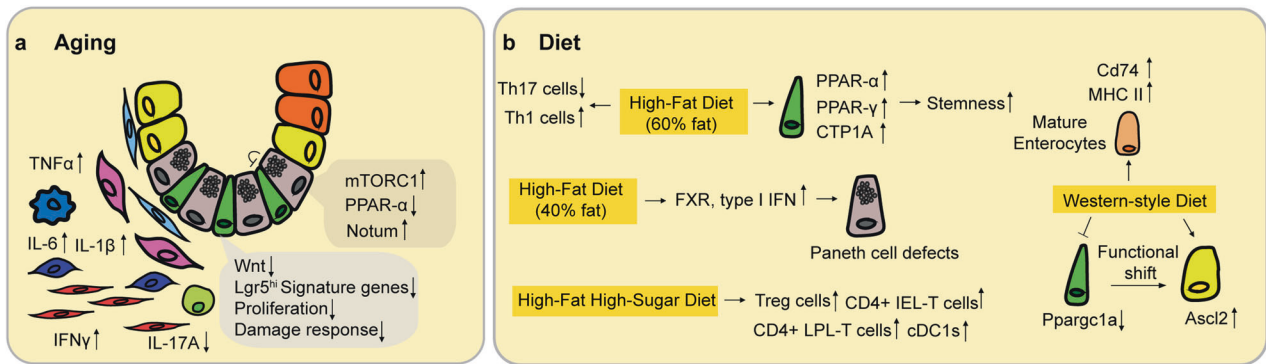 a Aging
TNFα↑
IL-6↑ IL-1β↑
IFNγ↑ IL-17A↓
mTORC1↑
PPAR-α↓
Notum↑
Wnt↓
Lgr5hi Signature genes↓
Proliferation↓
Damage response↓
b Diet
Th17 cells↓
Th1 cells↑
High-Fat Diet
(60% fat)
PPAR-α↑
PPAR-γ↑
CTP1A↑
Stemness↑
High-Fat Diet
(40% fat)
FXR, type I IFN↑
Paneth cell defects
High-Fat High-Sugar Diet
Treg cells↑ CD4+ IEL-T cells↑
CD4+ LPL-T cells↑ cDC1s↑
Cd74↑
MHC II↑
Mature
Enterocytes
Western-style Diet
Functional
shift
Ppargc1a↓
Ascl2↑